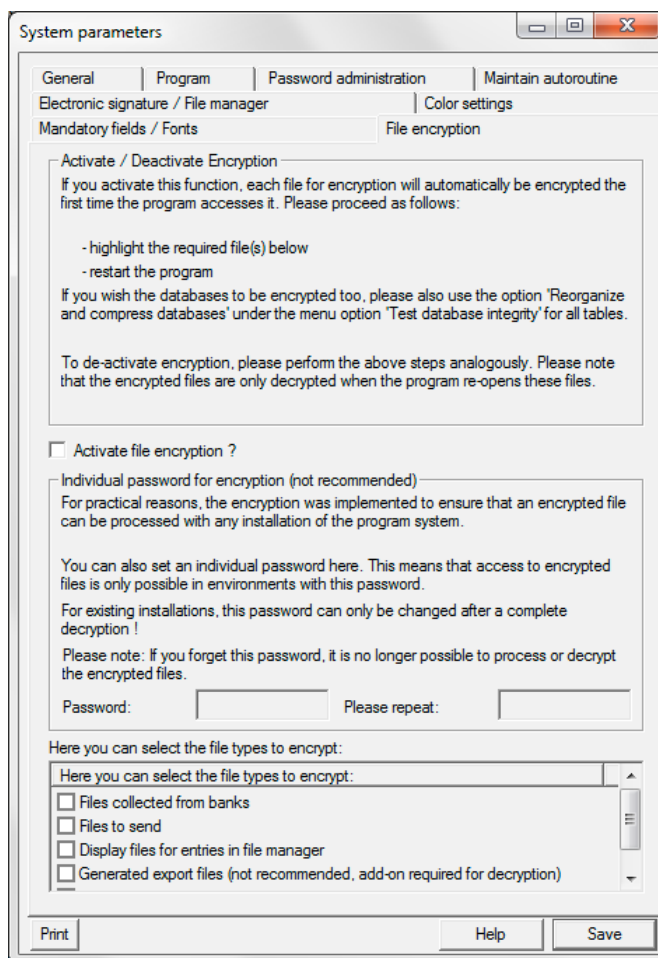 System parameters
General
Program
Password administration
Maintain autoroutine
Electronic signature / File manager
Color settings
Mandatory fields / Fonts
File encryption
Activate / Deactivate Encryption
If you activate this function, each file for encryption will automatically be encrypted the
first time the program accesses it. Please proceed as follows:
- highlight the required file(s) below
- restart the program
If you wish the databases to be encrypted too, please also use the option 'Reorganize
and compress databases' under the menu option 'Test database integrity' for all tables.
To de-activate encryption, please perform the above steps analogously. Please note
that the encrypted files are only decrypted when the program re-opens these files.
Activate file encryption ?
Individual password for encryption (not recommended)
For practical reasons, the encryption was implemented to ensure that an encrypted file
can be processed with any installation of the program system.
You can also set an individual password here. This means that access to encrypted
files is only possible in environments with this password.
For existing installations, this password can only be changed after a complete
decryption !
Please note: If you forget this password, it is no longer possible to process or decrypt
the encrypted files.
Password:
Please repeat:
Here you can select the file types to encrypt:
Here you can select the file types to encrypt:
Files collected from banks
Files to send
Display files for entries in file manager
Generated export files (not recommended, add-on required for decryption)
Print
Help
Save